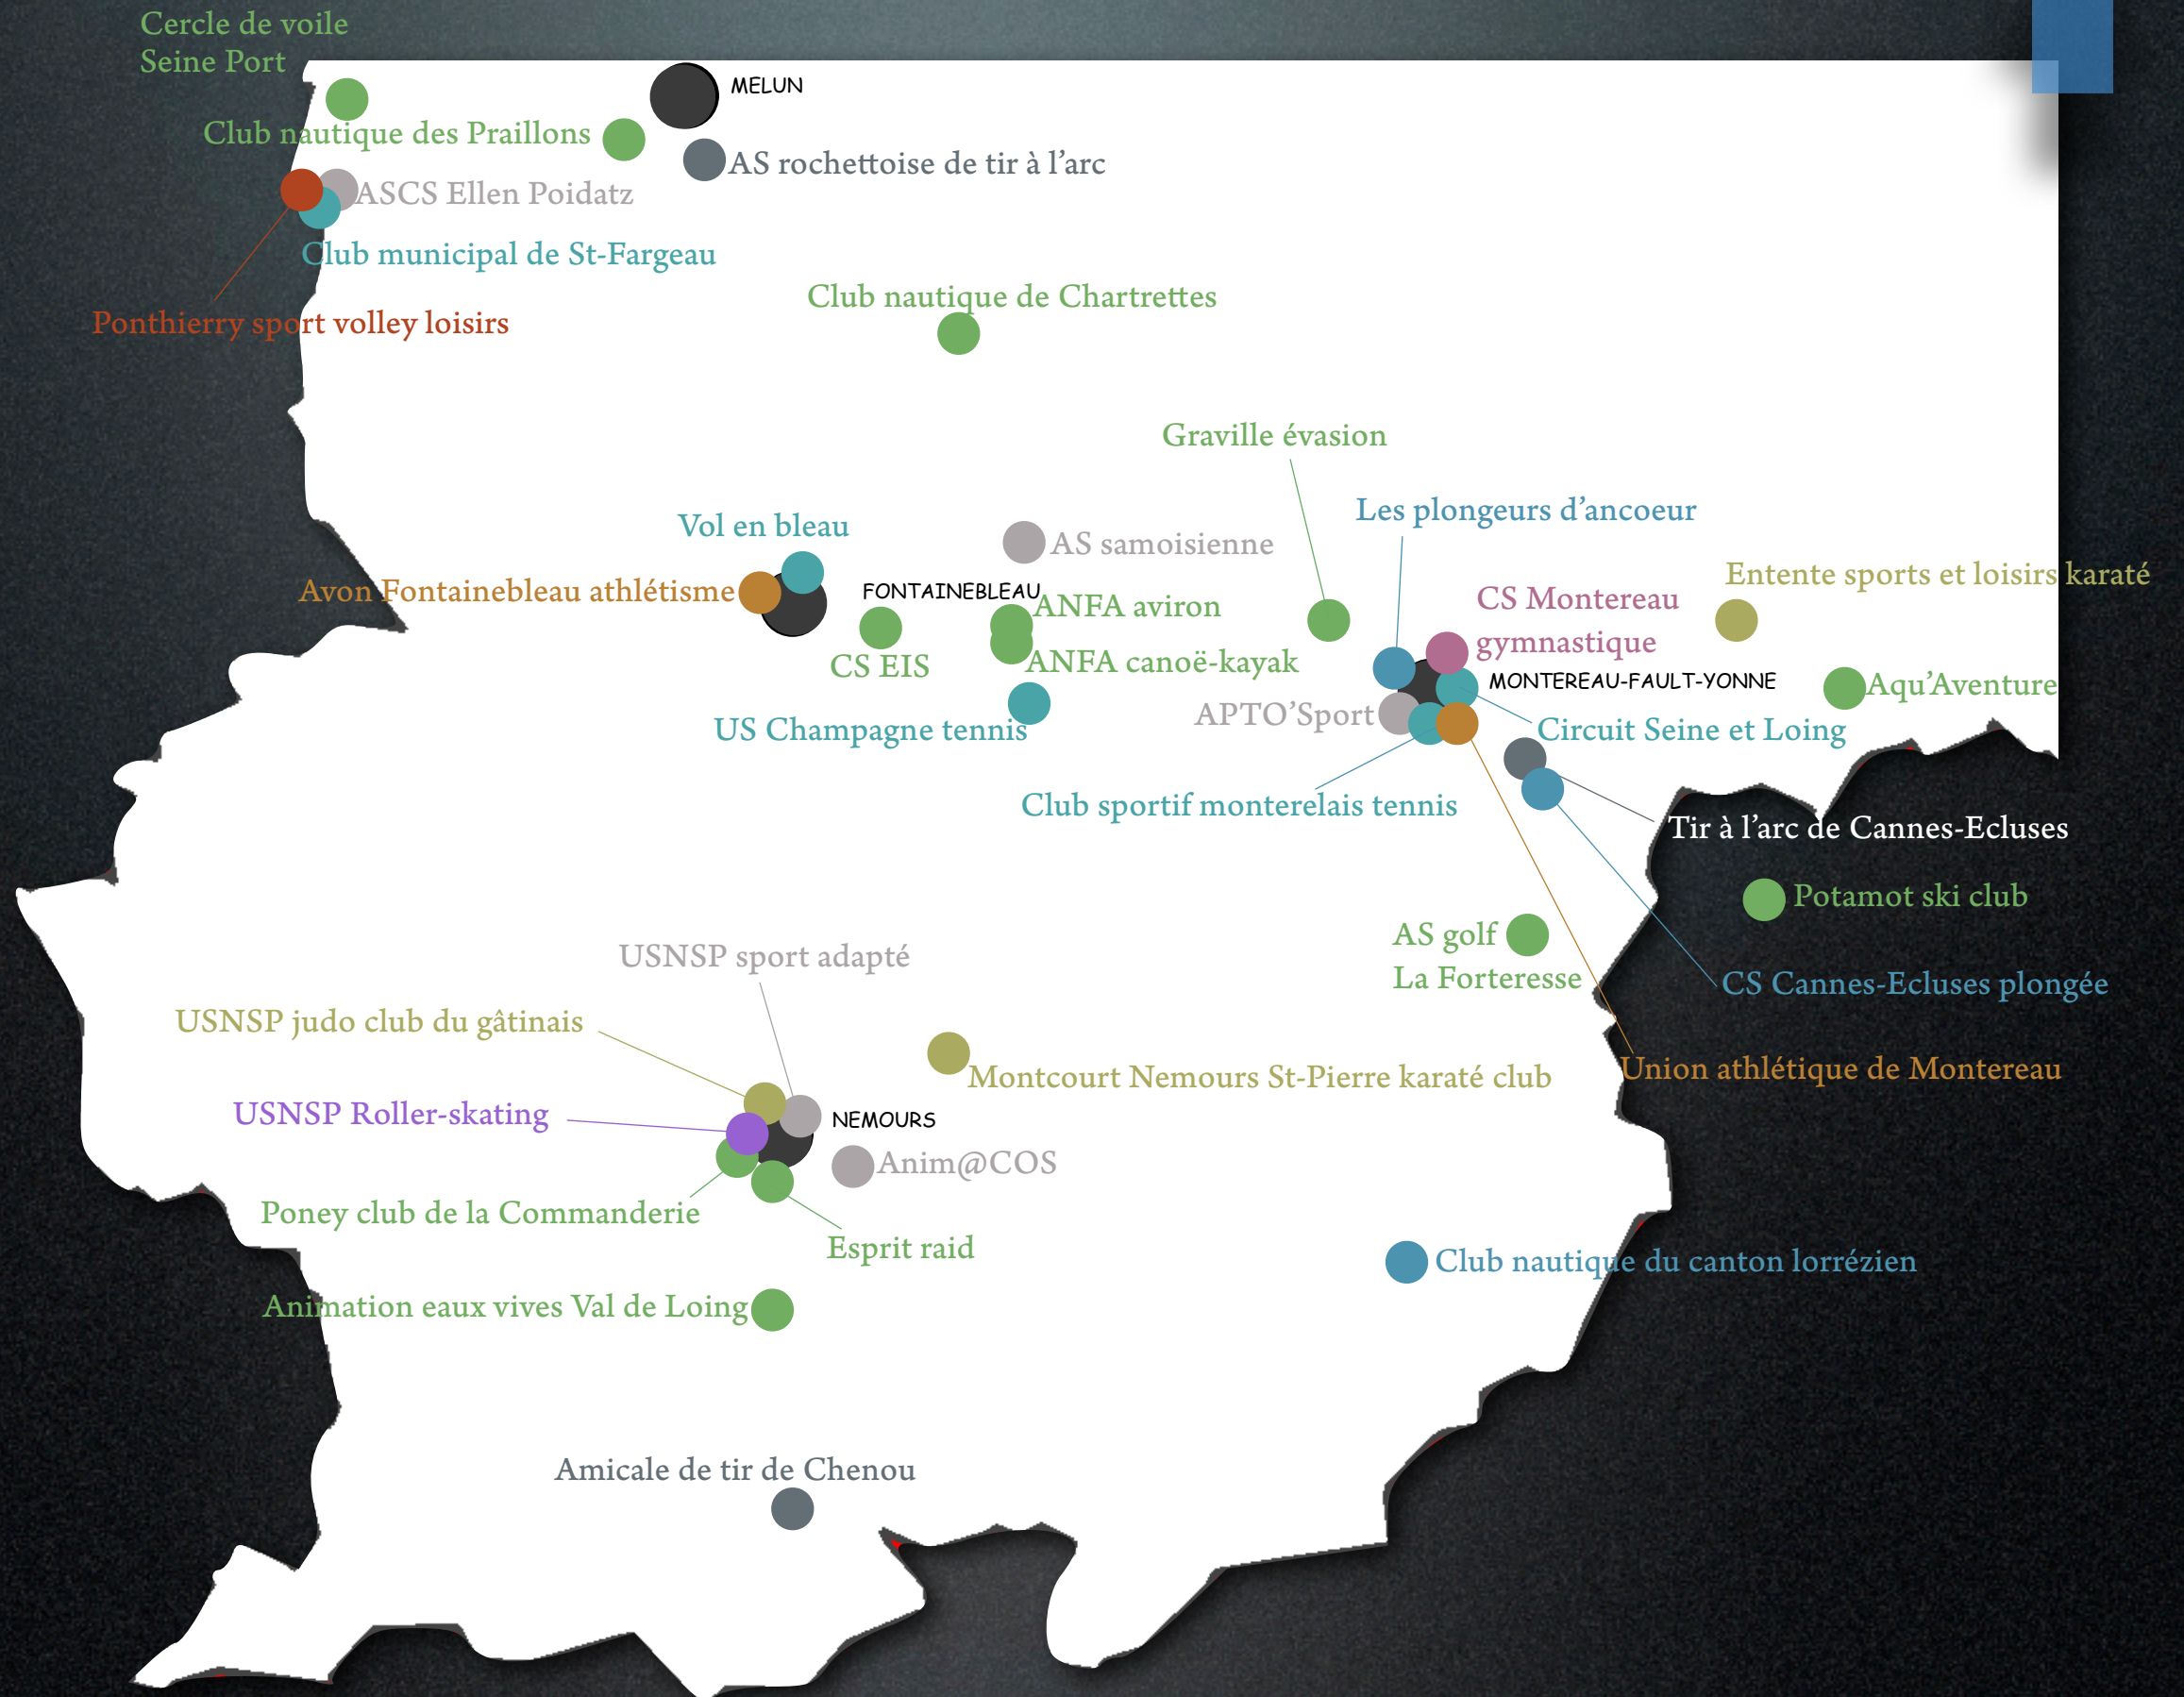 Cercle de voile
Seine Port
MELUN
Club nautique des Praillons
AS rochettoise de tir à l’arc
ASCS Ellen Poidatz
Club municipal de St-Fargeau
Club nautique de Chartrettes
Ponthierry sport volley loisirs
Graville évasion
Les plongeurs d’ancoeur
Vol en bleau
AS samoisienne
Entente sports et loisirs karaté
Avon Fontainebleau athlétisme
FONTAINEBLEAU
ANFA aviron
CS Montereau
gymnastique
CS EIS
ANFA canoë-kayak
MONTEREAU-FAULT-YONNE
Aqu’Aventure
APTO’Sport
US Champagne tennis
Circuit Seine et Loing
Club sportif monterelais tennis
Tir à l’arc de Cannes-Ecluses
Potamot ski club
AS golf
La Forteresse
USNSP sport adapté
CS Cannes-Ecluses plongée
USNSP judo club du gâtinais
Montcourt Nemours St-Pierre karaté club
Union athlétique de Montereau
USNSP Roller-skating
NEMOURS
Anim@COS
Poney club de la Commanderie
Esprit raid
Club nautique du canton lorrézien
Animation eaux vives Val de Loing
Amicale de tir de Chenou